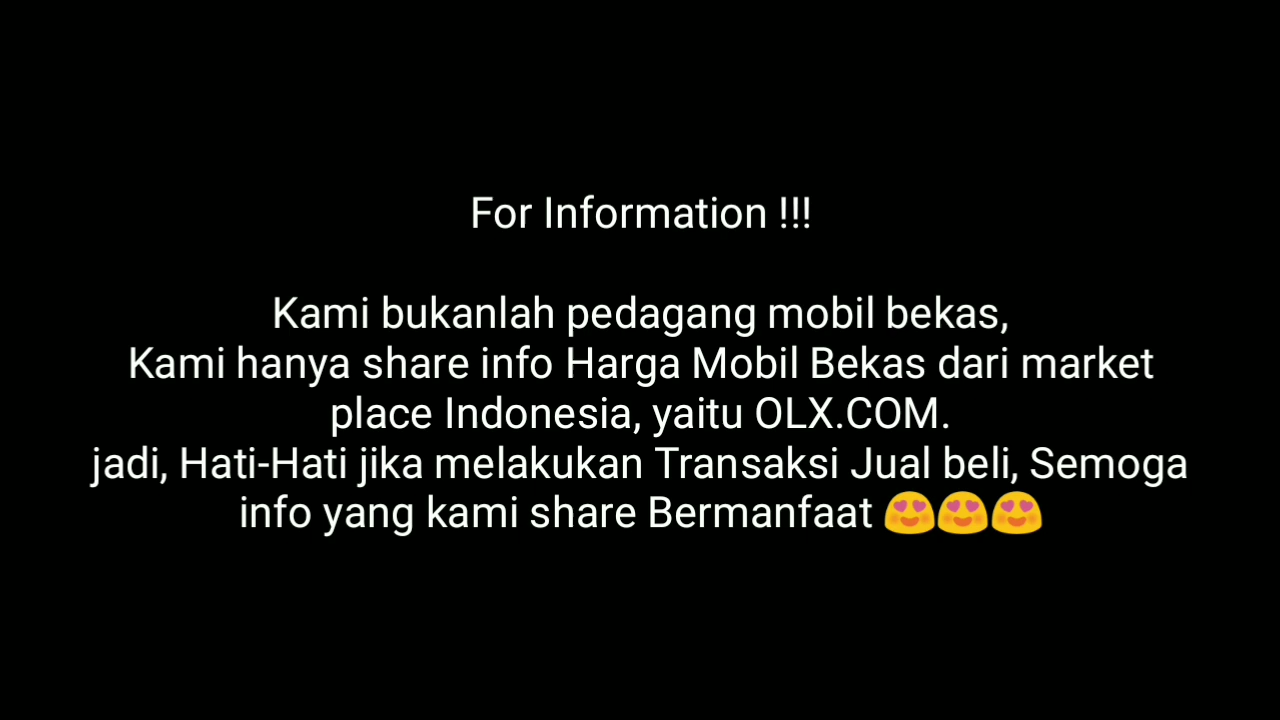 For Information !!!
Kami bukanlah pedagang mobil bekas,
Kami hanya share info Harga Mobil Bekas dari market
place Indonesia, yaitu OLX.COM.
jadi, Hati-Hati jika melakukan Transaksi Jual beli, Semoga
info yang kami share Bermanfaat 😍😍😍